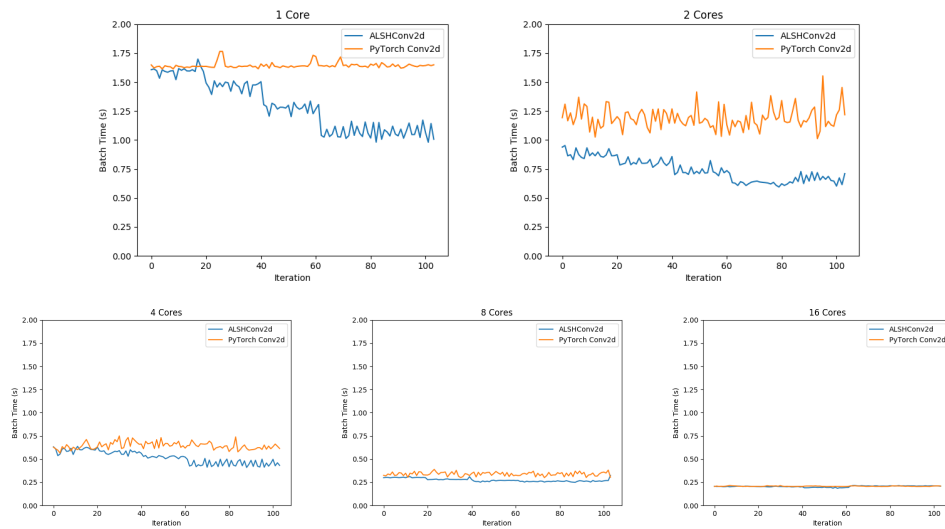 1 Core
ALSHConv2d
PyTorch Conv2d
2.00
1.75
1.50
1.25
1.00
0.75
0.50
0.25
0.00
Batch Time (s)
0 20 40 60 80 100
Iteration
2 Cores
ALSHConv2d
PyTorch Conv2d
2.00
1.75
1.50
1.25
1.00
0.75
0.50
0.25
0.00
Batch Time (s)
0 20 40 60 80 100
Iteration
4 Cores
ALSHConv2d
PyTorch Conv2d
2.00
1.75
1.50
1.25
1.00
0.75
0.50
0.25
0.00
Batch Time (s)
0 20 40 60 80 100
Iteration
8 Cores
ALSHConv2d
PyTorch Conv2d
2.00
1.75
1.50
1.25
1.00
0.75
0.50
0.25
0.00
Batch Time (s)
0 20 40 60 80 100
Iteration
16 Cores
ALSHConv2d
PyTorch Conv2d
2.00
1.75
1.50
1.25
1.00
0.75
0.50
0.25
0.00
Batch Time (s)
0 20 40 60 80 100
Iteration